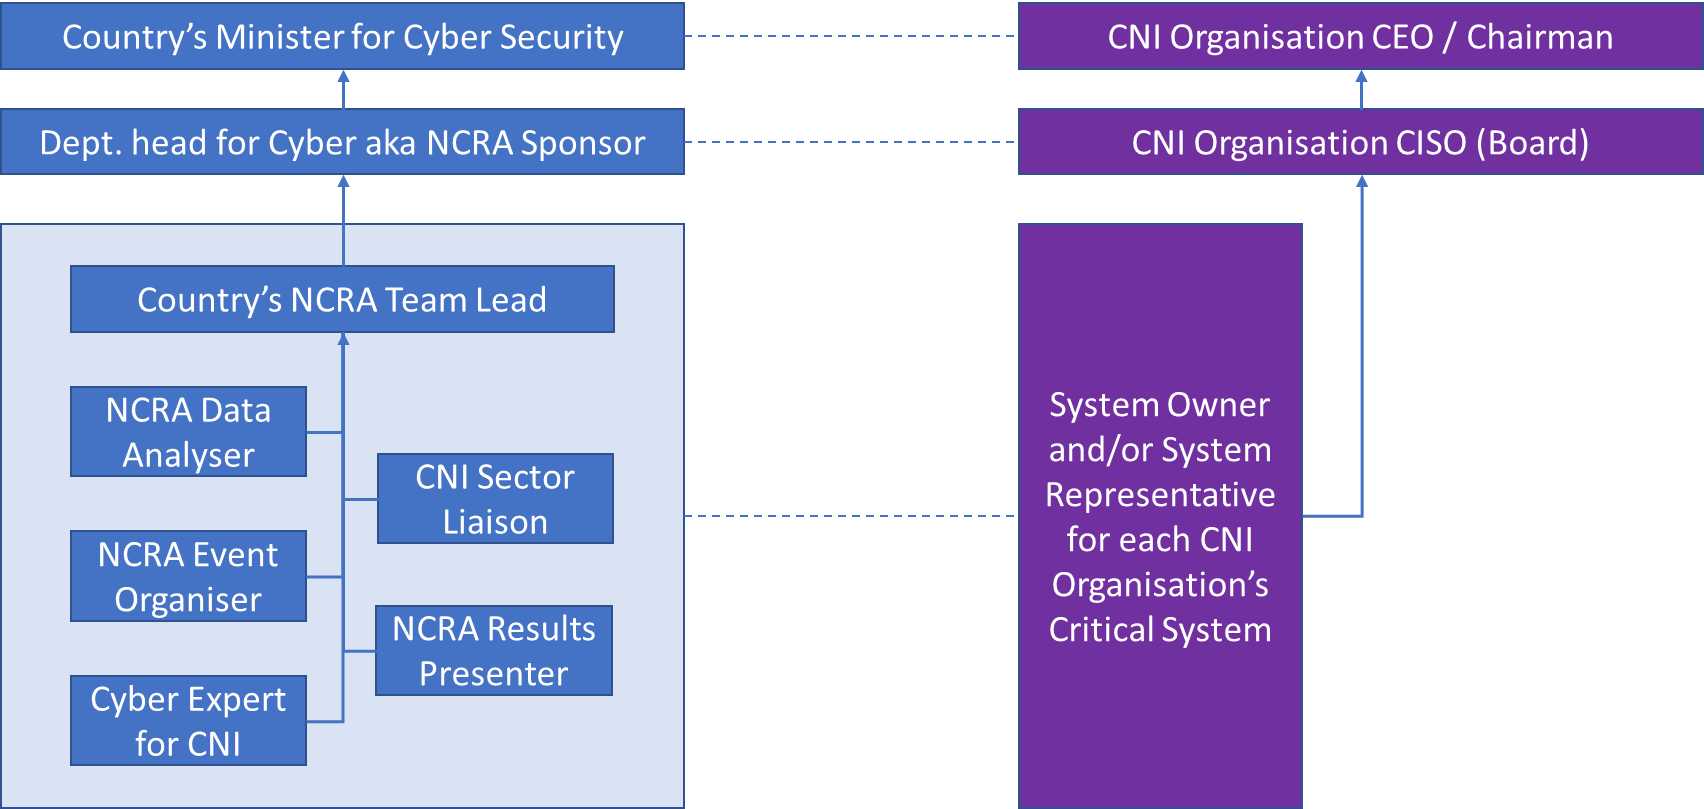 Country’s Minister for Cyber Security
CNI Organisation CEO / Chairman
Dept. head for Cyber aka NCRA Sponsor
CNI Organisation CISO (Board)
Country’s NCRA Team Lead
NCRA Data
Analyser
CNI Sector
Liaison
NCRA Event
Organiser
NCRA Results
Presenter
Cyber Expert
for CNI
System Owner
and/or System
Representative
for each CNI
Organisation’s
Critical System